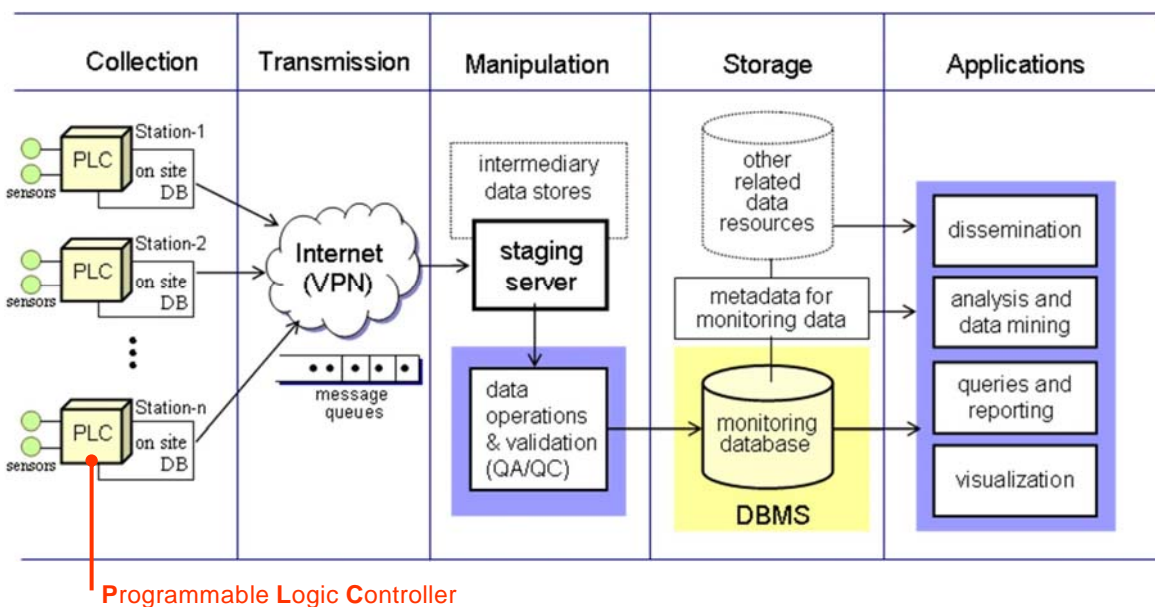 Collection
Transmission
Manipulation
Storage
Applications
Station-1
PLC
on site
DB
sensors
Station-2
PLC
on site
DB
sensors
Station-n
PLC
on site
DB
sensors
Internet
(VPN)
message
queues
intermediary
data stores
staging
server
data
operations
& validation
(QA/QC)
other
related
data
resources
metadata for
monitoring data
monitoring
database
DBMS
dissemination
analysis and
data mining
queries and
reporting
visualization
Programmable Logic Controller